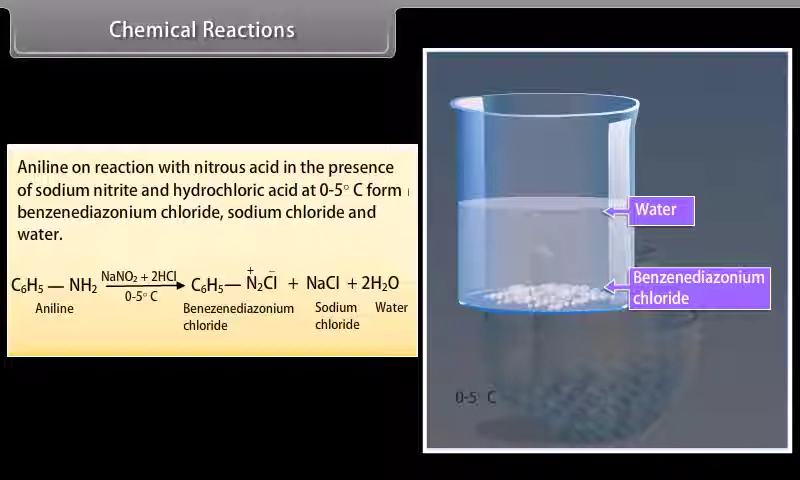 Chemical Reactions
Aniline on reaction with nitrous acid in the presence
of sodium nitrite and hydrochloric acid at 0-5° C form
benzenediazonium chloride, sodium chloride and
water.
C₆H₅ — NH₂ NaNO₂ + 2HCl 0-5° C C₆H₅— N⁺₂Cl⁻ + NaCl + 2H₂O
Aniline Benezenediazonium chloride Sodium chloride Water
Water
Benzenediazonium
chloride
0-5° C